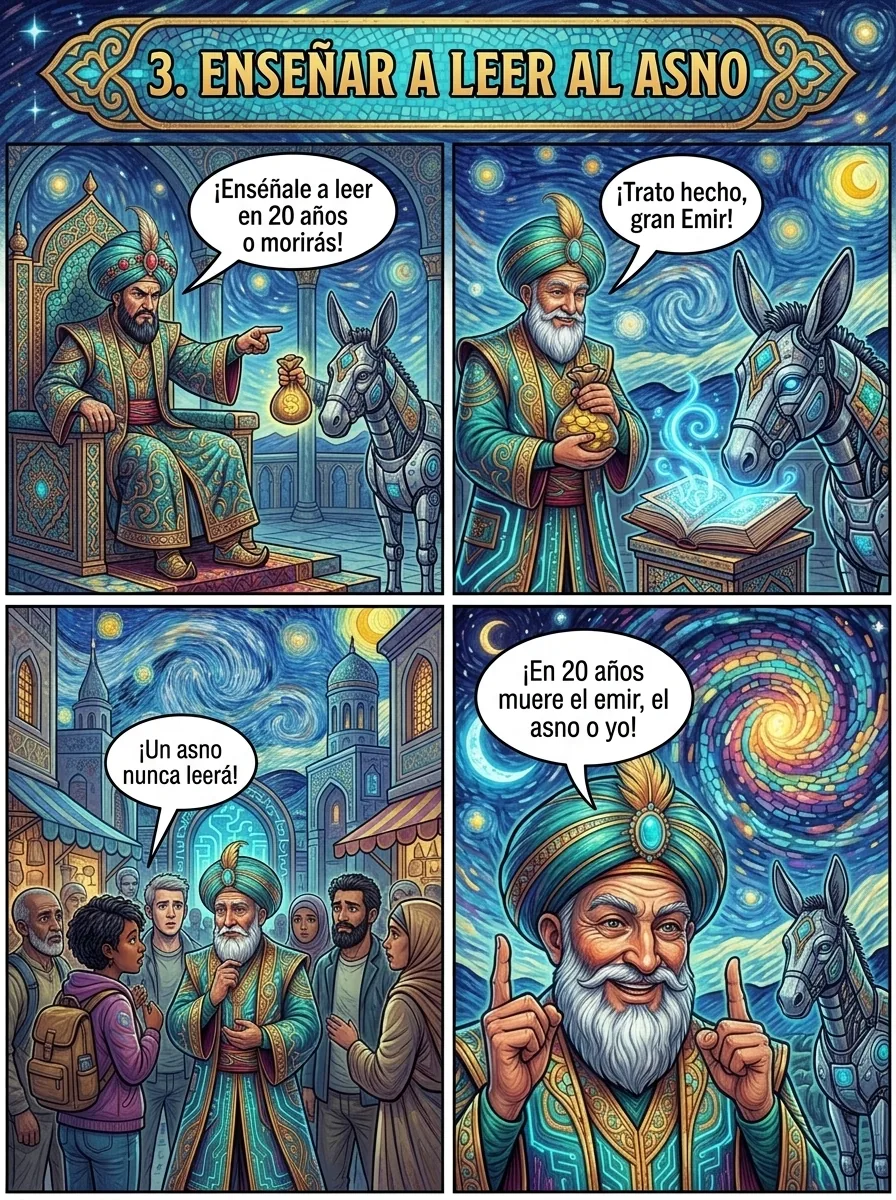 3. ENSEÑAR A LEER AL ASNO
¡Enséñale a leer
en 20 años
o morirás!
¡Trato hecho,
gran Emir!
¡Un asno
nunca leerá!
¡En 20 años
muere el emir, el
asno o yo!